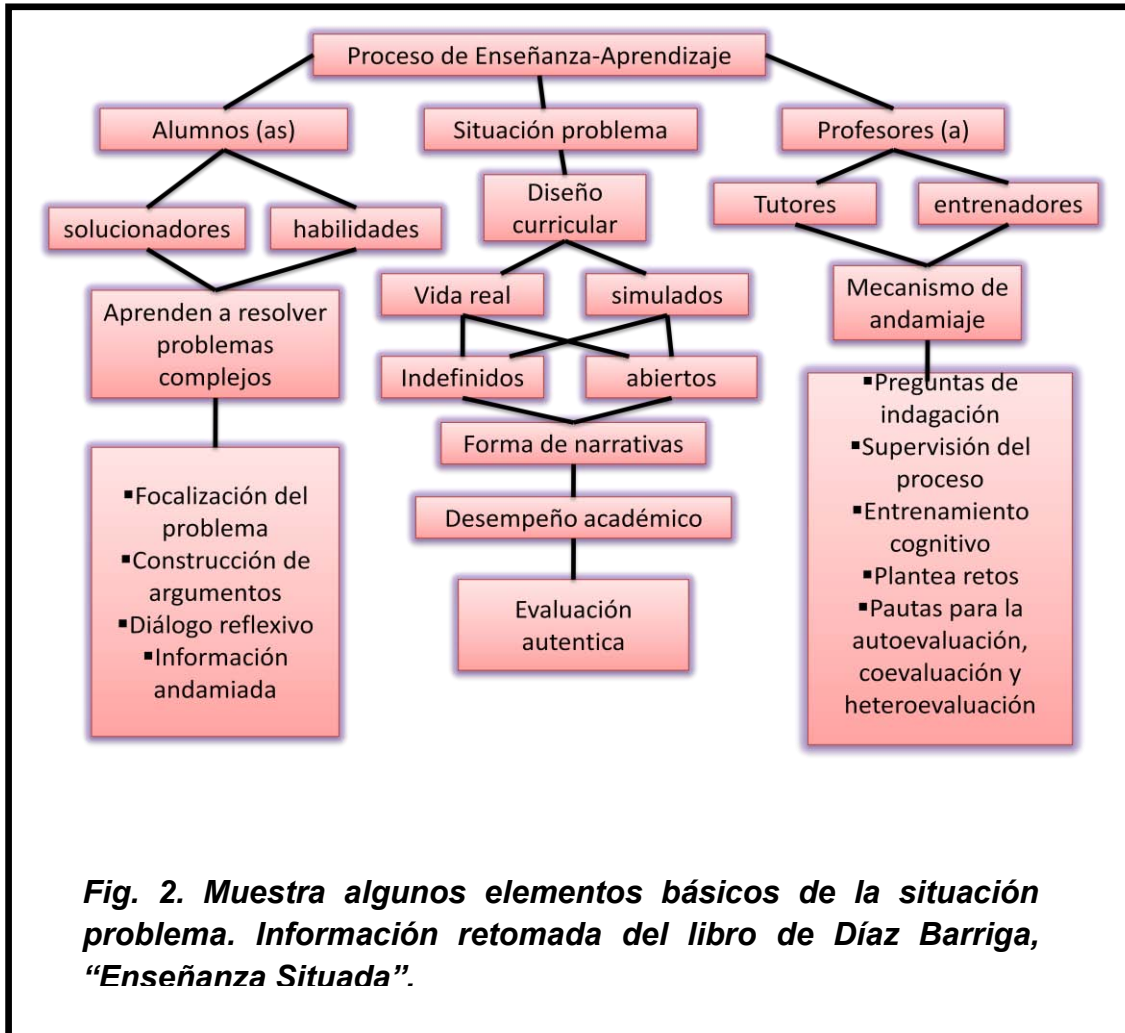 Proceso de Enseñanza-Aprendizaje
Alumnos (as)
Situación problema
Profesores (a)
solucionadores
habilidades
Diseño
curricular
Tutores
entrenadores
Aprenden a resolver
problemas
complejos
Vida real
simulados
Mecanismo de
andamiaje
Indefinidos
abiertos
Forma de narrativas
Desempeño académico
Evaluación
autentica
▪Focalización del
problema
▪Construcción de
argumentos
▪Diálogo reflexivo
▪Información
andamiada
▪Preguntas de
indagación
▪Supervisión del
proceso
▪Entrenamiento
cognitivo
▪Plantea retos
▪Pautas para la
autoevaluación,
coevaluación y
heteroevaluación
Fig. 2. Muestra algunos elementos básicos de la situación
problema. Información retomada del libro de Díaz Barriga,
“Enseñanza Situada”.